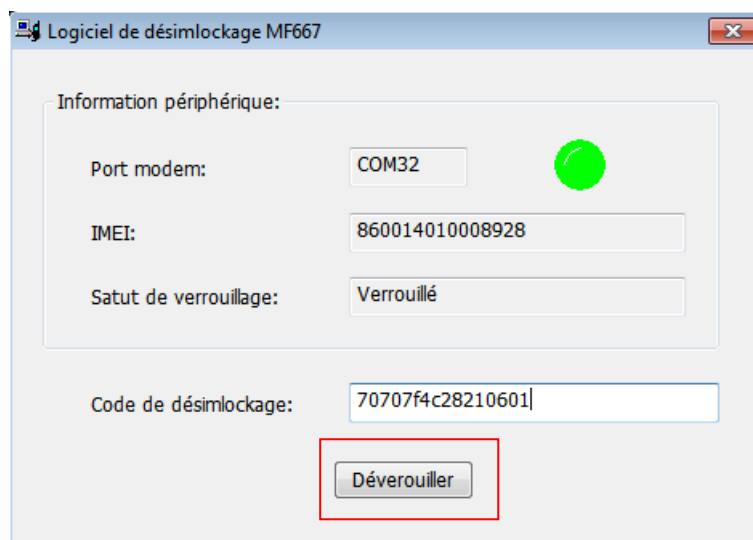 Logiciel de désimlockage MF667
Information périphérique:
Port modem: COM32
IMEI: 860014010008928
Satut de verrouillage: Verrouillé
Code de désimlockage: 70707f4c28210601
Déverouiller